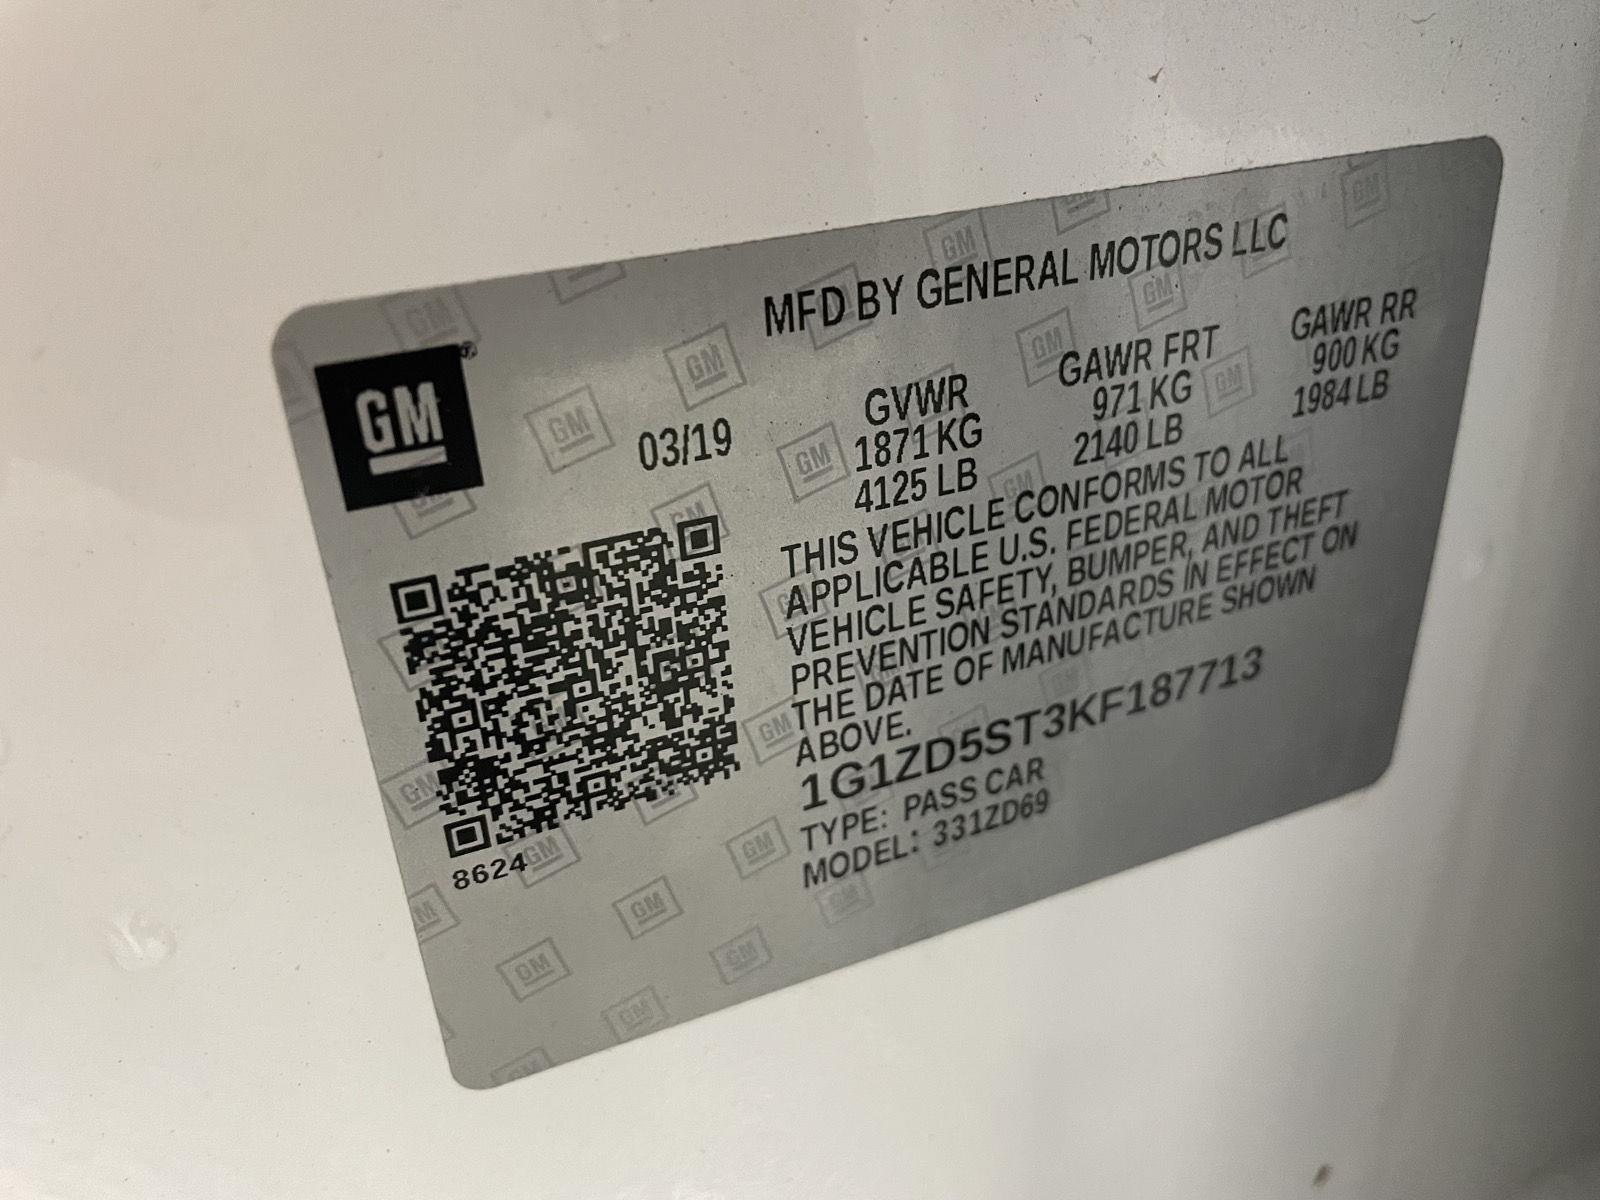 MFD BY GENERAL MOTORS LLC
GM
03/19
GVWR GAWR FRT GAWR RR
1871 KG 971 KG 900 KG
4125 LB 2140 LB 1984 LB
THIS VEHICLE CONFORMS TO ALL
APPLICABLE U.S. FEDERAL MOTOR
VEHICLE SAFETY, BUMPER, AND THEFT
PREVENTION STANDARDS IN EFFECT ON
THE DATE OF MANUFACTURE SHOWN
ABOVE.
1G1ZD5ST3KF187713
TYPE: PASS CAR
MODEL: 331ZD69
8624